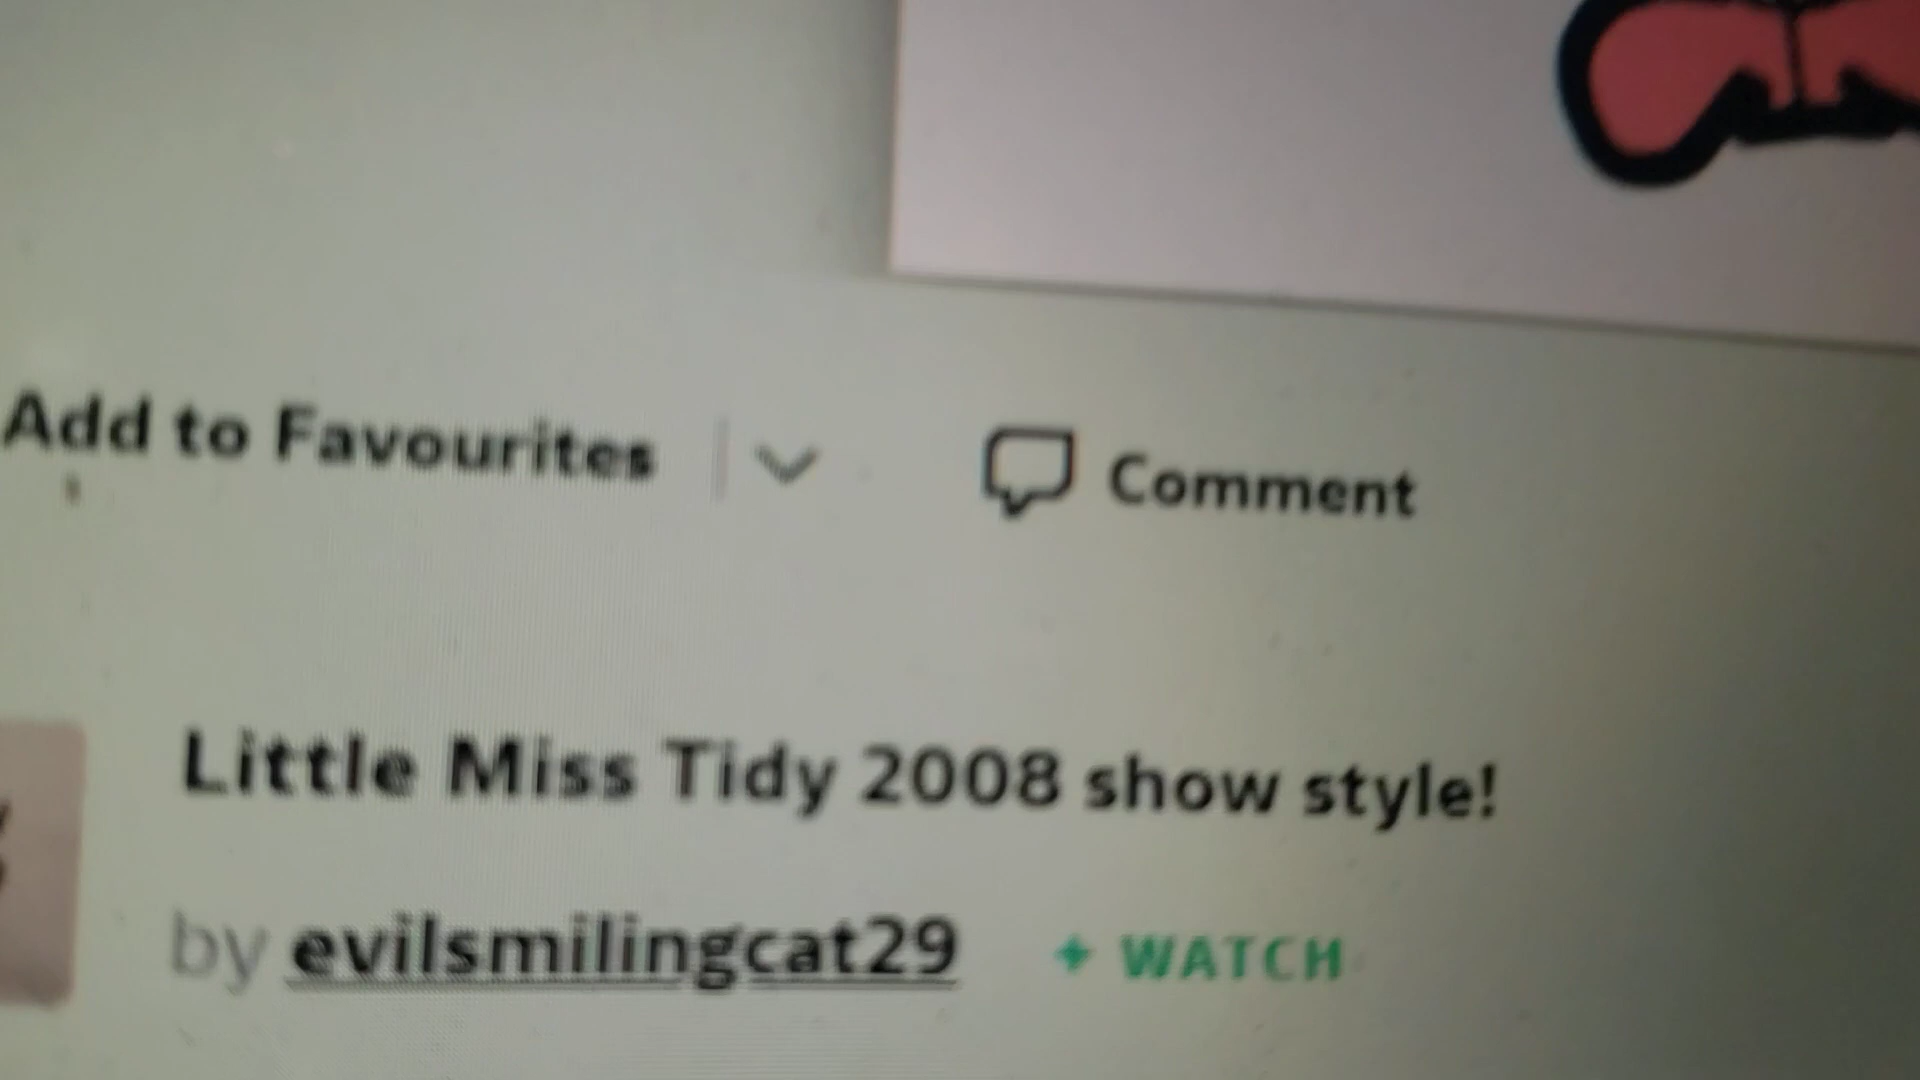 Add to Favourites
Comment
Little Miss Tidy 2008 show style!
by evilsmilingcat29 + WATCH